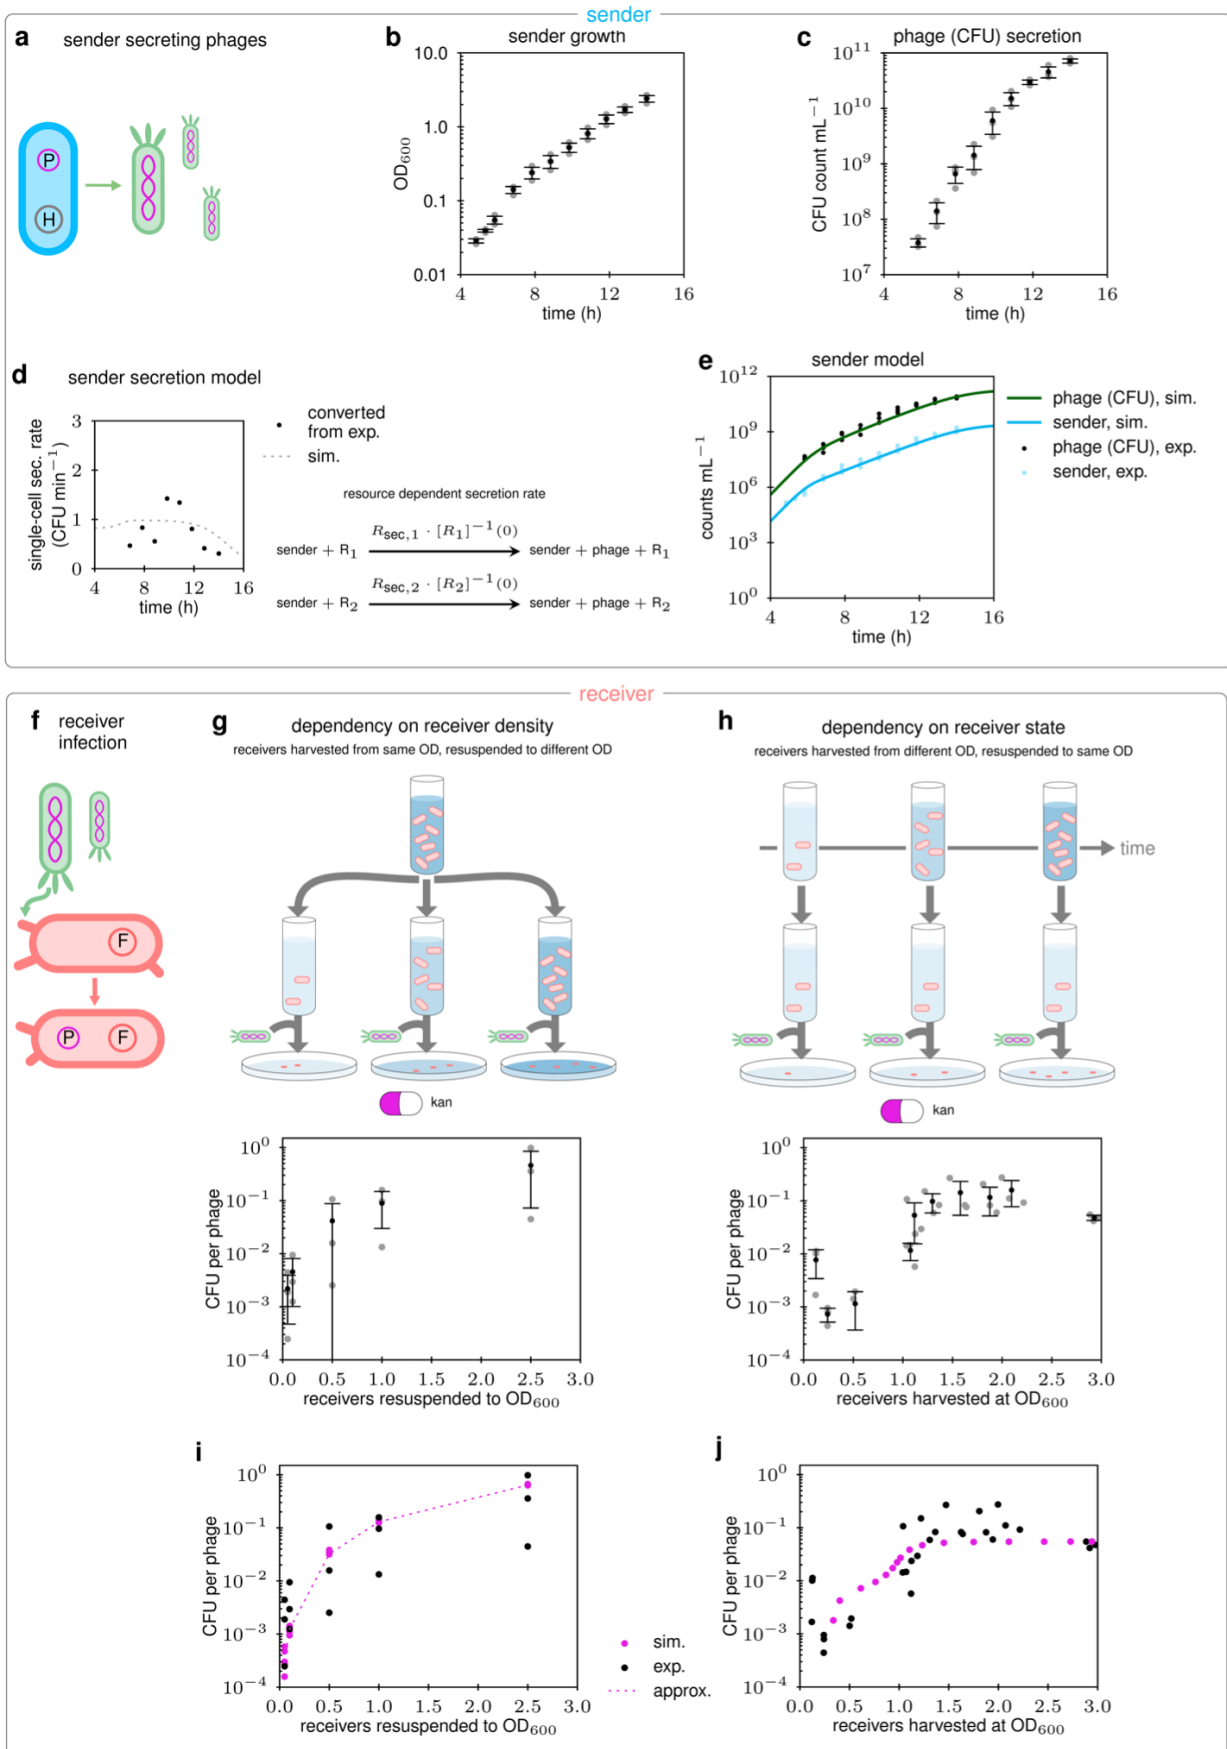 sender
a sender secreting phages
P
H
b sender growth
OD600
10.0
1.0
0.1
0.01
4 8 12 16
time (h)
c phage (CFU) secretion
CFU count mL−1
10^11
10^10
10^9
10^8
10^7
4 8 12 16
time (h)
d sender secretion model
single-cell sec. rate
(CFU min−1)
3
2
1
0
4 8 12 16
time (h)
converted
from exp.
sim.
resource dependent secretion rate
sender + R1 Rsec,1 · [R1]−1(0) sender + phage + R1
sender + R2 Rsec,2 · [R2]−1(0) sender + phage + R2
e sender model
counts mL−1
10^12
10^9
10^6
10^3
10^0
4 8 12 16
time (h)
phage (CFU), sim.
sender, sim.
phage (CFU), exp.
sender, exp.
receiver
f receiver
infection
F
P F
g dependency on receiver density
receivers harvested from same OD, resuspended to different OD
kan
CFU per phage
10^0
10^−1
10^−2
10^−3
10^−4
0.0 0.5 1.0 1.5 2.0 2.5 3.0
receivers resuspended to OD600
h dependency on receiver state
receivers harvested from different OD, resuspended to same OD
time
kan
CFU per phage
10^0
10^−1
10^−2
10^−3
10^−4
0.0 0.5 1.0 1.5 2.0 2.5 3.0
receivers harvested at OD600
i
CFU per phage
10^0
10^−1
10^−2
10^−3
10^−4
0.0 0.5 1.0 1.5 2.0 2.5 3.0
receivers resuspended to OD600
sim.
exp.
approx.
j
CFU per phage
10^0
10^−1
10^−2
10^−3
10^−4
0.0 0.5 1.0 1.5 2.0 2.5 3.0
receivers harvested at OD600